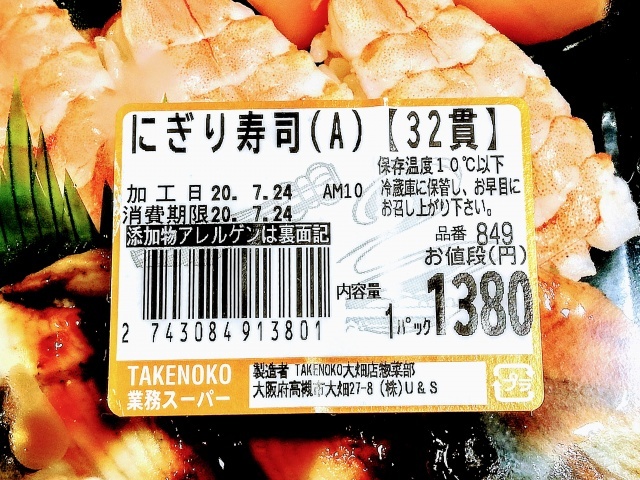 にぎり寿司(A)【32貫】
保存温度10℃以下
冷蔵庫に保管し、お早目に
お召し上がり下さい。
加工日20. 7.24 AM10
消費期限20. 7.24
添加物アレルゲンは裏面記
品番 849
お値段(円)
内容量
1パック 1380
2 743084 913801
TAKENOKO
業務スーパー
製造者 TAKENOKO大畑店惣菜部
大阪府高槻市大畑27-8 (株)U&S
プラ